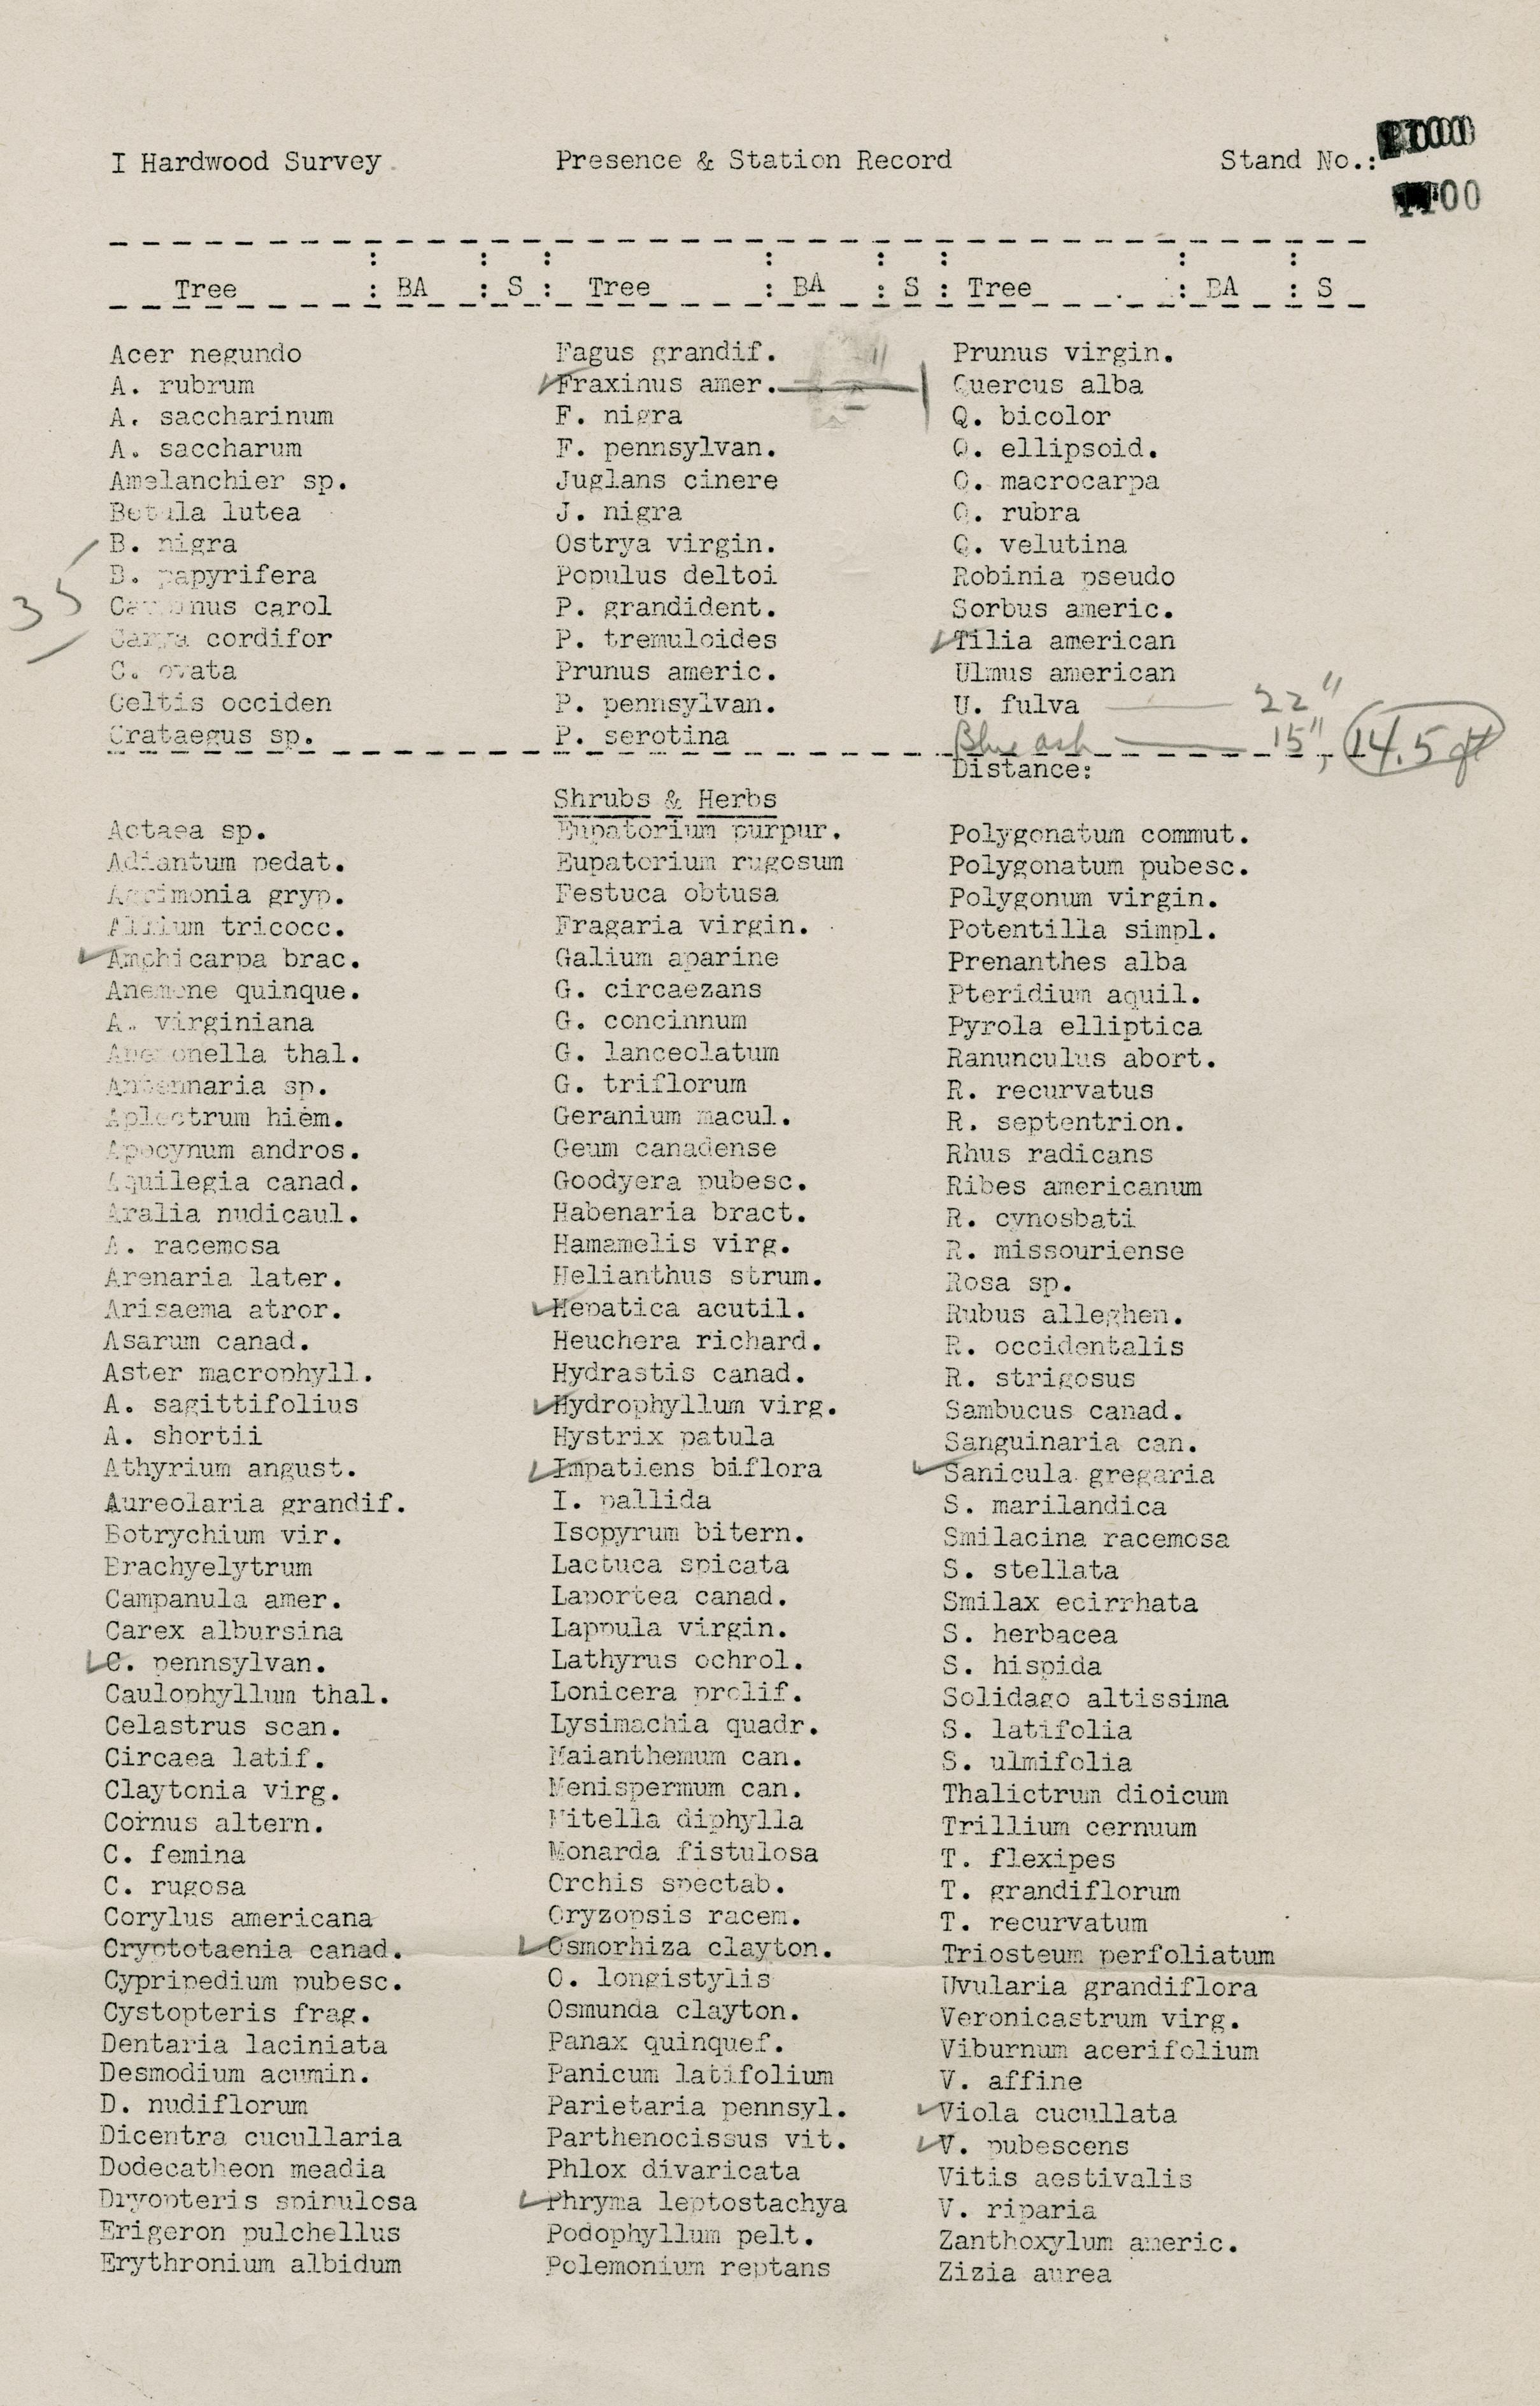 I Hardwood Survey Presence & Station Record Stand No.:
00
: : : : : : : :
Tree : BA : S : Tree : BA : S : Tree : BA : S
Acer negundo
A. rubrum
A. saccharinum
A. saccharum
Amelanchier sp.
Betula lutea
B. nigra
B. papyrifera
35
Carpinus carol
Carya cordifor
C. ovata
Celtis occiden
Crataegus sp.
Fagus grandif.
✓Fraxinus amer.
F. nigra
F. pennsylvan.
Juglans cinere
J. nigra
Ostrya virgin.
Populus deltoi
P. grandident.
P. tremuloides
Prunus americ.
P. pennsylvan.
P. serotina
Prunus virgin.
Quercus alba
Q. bicolor
Q. ellipsoid.
Q. macrocarpa
Q. rubra
Q. velutina
Robinia pseudo
Sorbus americ.
✓Tilia american
Ulmus american
U. fulva — 22"
Blue ash — 15", 14.5 ft
Distance:
Shrubs & Herbs
Actaea sp.
Adiantum pedat.
Agrimonia gryp.
Allium tricocc.
✓Amphicarpa brac.
Anemone quinque.
A. virginiana
Anemonella thal.
Antennaria sp.
Aplectrum hiem.
Apocynum andros.
Aquilegia canad.
Aralia nudicaul.
A. racemosa
Arenaria later.
Arisaema atror.
Asarum canad.
Aster macrophyll.
A. sagittifolius
A. shortii
Athyrium angust.
Aureolaria grandif.
Botrychium vir.
Brachyelytrum
Campanula amer.
Carex albursina
✓C. pennsylvan.
Caulophyllum thal.
Celastrus scan.
Circaea latif.
Claytonia virg.
Cornus altern.
C. femina
C. rugosa
Corylus americana
Cryptotaenia canad.
Cypripedium pubesc.
Cystopteris frag.
Dentaria laciniata
Desmodium acumin.
D. nudiflorum
Dicentra cucullaria
Dodecatheon meadia
Dryopteris spinulosa
Erigeron pulchellus
Erythronium albidum
Eupatorium purpur.
Eupatorium rugosum
Festuca obtusa
Fragaria virgin.
Galium aparine
G. circaezans
G. concinnum
G. lanceolatum
G. triflorum
Geranium macul.
Geum canadense
Goodyera pubesc.
Habenaria bract.
Hamamelis virg.
Helianthus strum.
✓Hepatica acutil.
Heuchera richard.
Hydrastis canad.
✓Hydrophyllum virg.
Hystrix patula
✓Impatiens biflora
I. pallida
Isopyrum bitern.
Lactuca spicata
Laportea canad.
Lappula virgin.
Lathyrus ochrol.
Lonicera prolif.
Lysimachia quadr.
Maianthemum can.
Menispermum can.
Mitella diphylla
Monarda fistulosa
Orchis spectab.
Oryzopsis racem.
✓Osmorhiza clayton.
O. longistylis
Osmunda clayton.
Panax quinquef.
Panicum latifolium
Parietaria pennsyl.
Parthenocissus vit.
Phlox divaricata
✓Phryma leptostachya
Podophyllum pelt.
Polemonium reptans
Polygonatum commut.
Polygonatum pubesc.
Polygonum virgin.
Potentilla simpl.
Prenanthes alba
Pteridium aquil.
Pyrola elliptica
Ranunculus abort.
R. recurvatus
R. septentrion.
Rhus radicans
Ribes americanum
R. cynosbati
R. missouriense
Rosa sp.
Rubus alleghen.
R. occidentalis
R. strigosus
Sambucus canad.
Sanguinaria can.
✓Sanicula gregaria
S. marilandica
Smilacina racemosa
S. stellata
Smilax ecirrhata
S. herbacea
S. hispida
Solidago altissima
S. latifolia
S. ulmifolia
Thalictrum dioicum
Trillium cernuum
T. flexipes
T. grandiflorum
T. recurvatum
Triosteum perfoliatum
Uvularia grandiflora
Veronicastrum virg.
Viburnum acerifolium
V. affine
✓Viola cucullata
✓V. pubescens
Vitis aestivalis
V. riparia
Zanthoxylum americ.
Zizia aurea